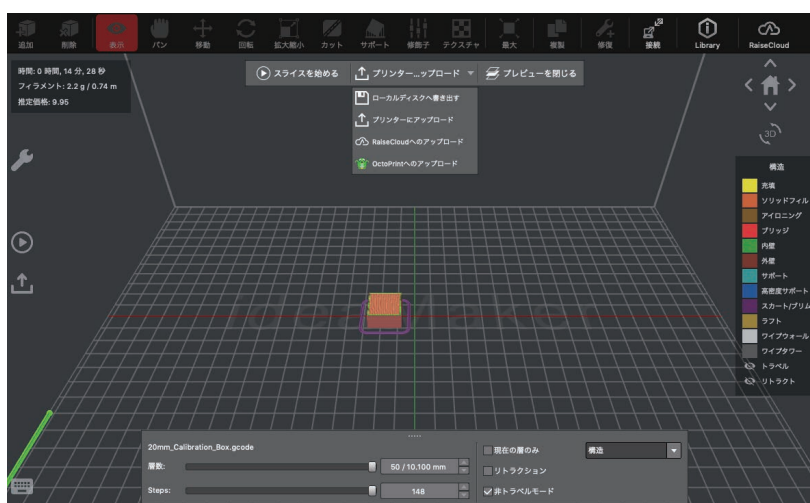 追加 削除 表示 パン 移動 回転 拡大縮小 カット サポート 修飾子 テクスチャ 最大 複製 修復 接続 Library RaiseCloud
時間: 0 時間, 14 分, 28 秒
フィラメント: 2.2 g / 0.74 m
推定価格: 9.95
スライスを始める プリンター...ップロード プレビューを閉じる
ローカルディスクへ書き出す
プリンターにアップロード
RaiseCloudへのアップロード
OctoPrintへのアップロード
3D
構造
充填
ソリッドフィル
アイロニング
ブリッジ
内壁
外壁
サポート
高密度サポート
スカート/ブリム
ラフト
ワイプウォール
ワイプタワー
トラベル
リトラクト
ideaMaker
20mm_Calibration_Box.gcode
層数: 50 / 10.100 mm
Steps: 148
現在の層のみ 構造
リトラクション
非トラベルモード